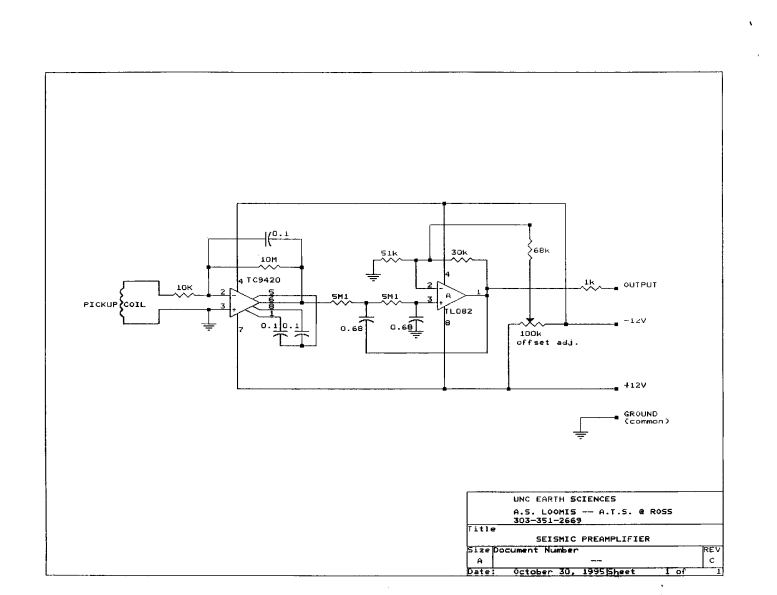 0.1
10M
51k
30k
68k
10K
4
TC9420
4
1k
OUTPUT
2
5
5M1
5M1
2
A
1
PICKUP COIL
3
8
1
3
TL082
-12V
7
0.1
0.1
0.68
0.68
8
100k
offset adj.
+12V
GROUND
(common)
UNC EARTH SCIENCES
A.S. LOOMIS -- A.T.S. @ ROSS
303-351-2669
Title
SEISMIC PREAMPLIFIER
Size Document Number
REV
A
--
C
Date: October 30, 1995 Sheet 1 of 1